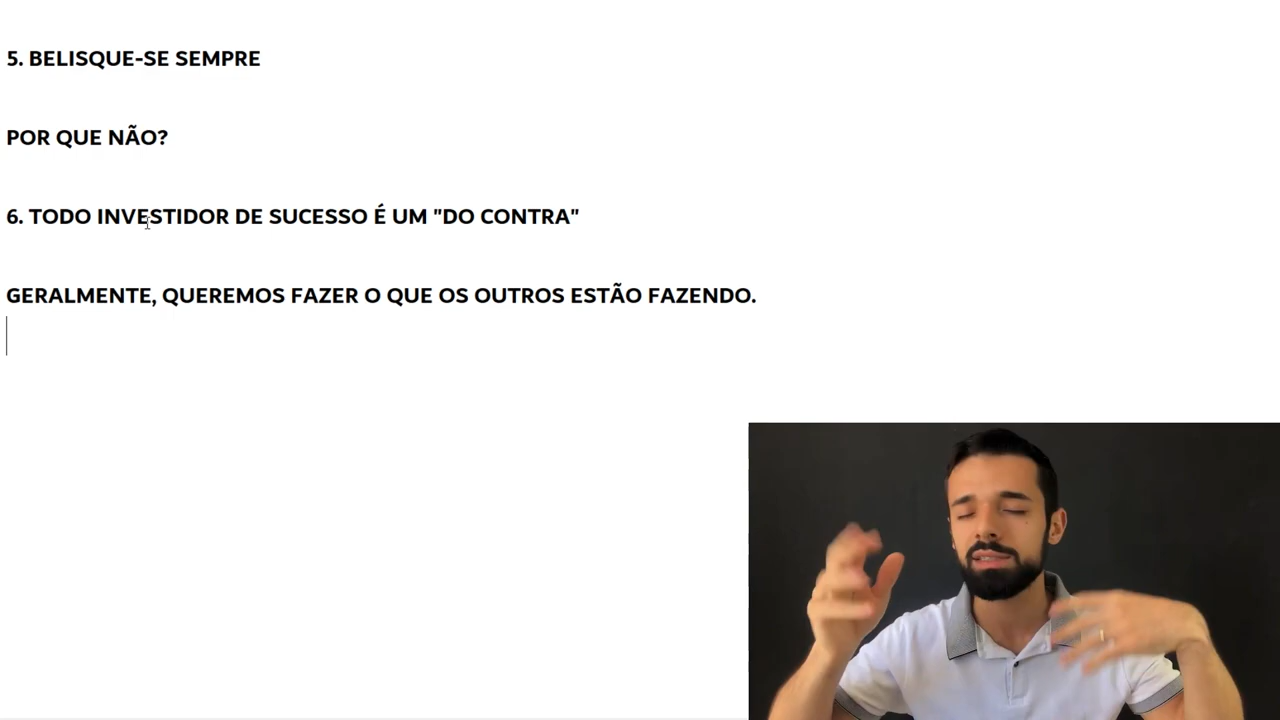 5. BELISQUE-SE SEMPRE
POR QUE NÃO?
6. TODO INVESTIDOR DE SUCESSO É UM "DO CONTRA"
GERALMENTE, QUEREMOS FAZER O QUE OS OUTROS ESTÃO FAZENDO.